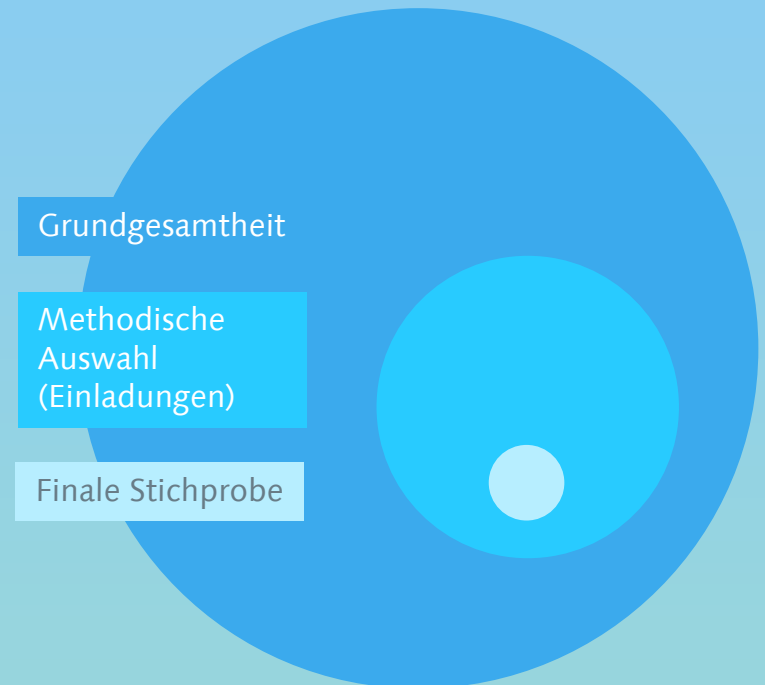 Grundgesamtheit
Methodische
Auswahl
(Einladungen)
Finale Stichprobe